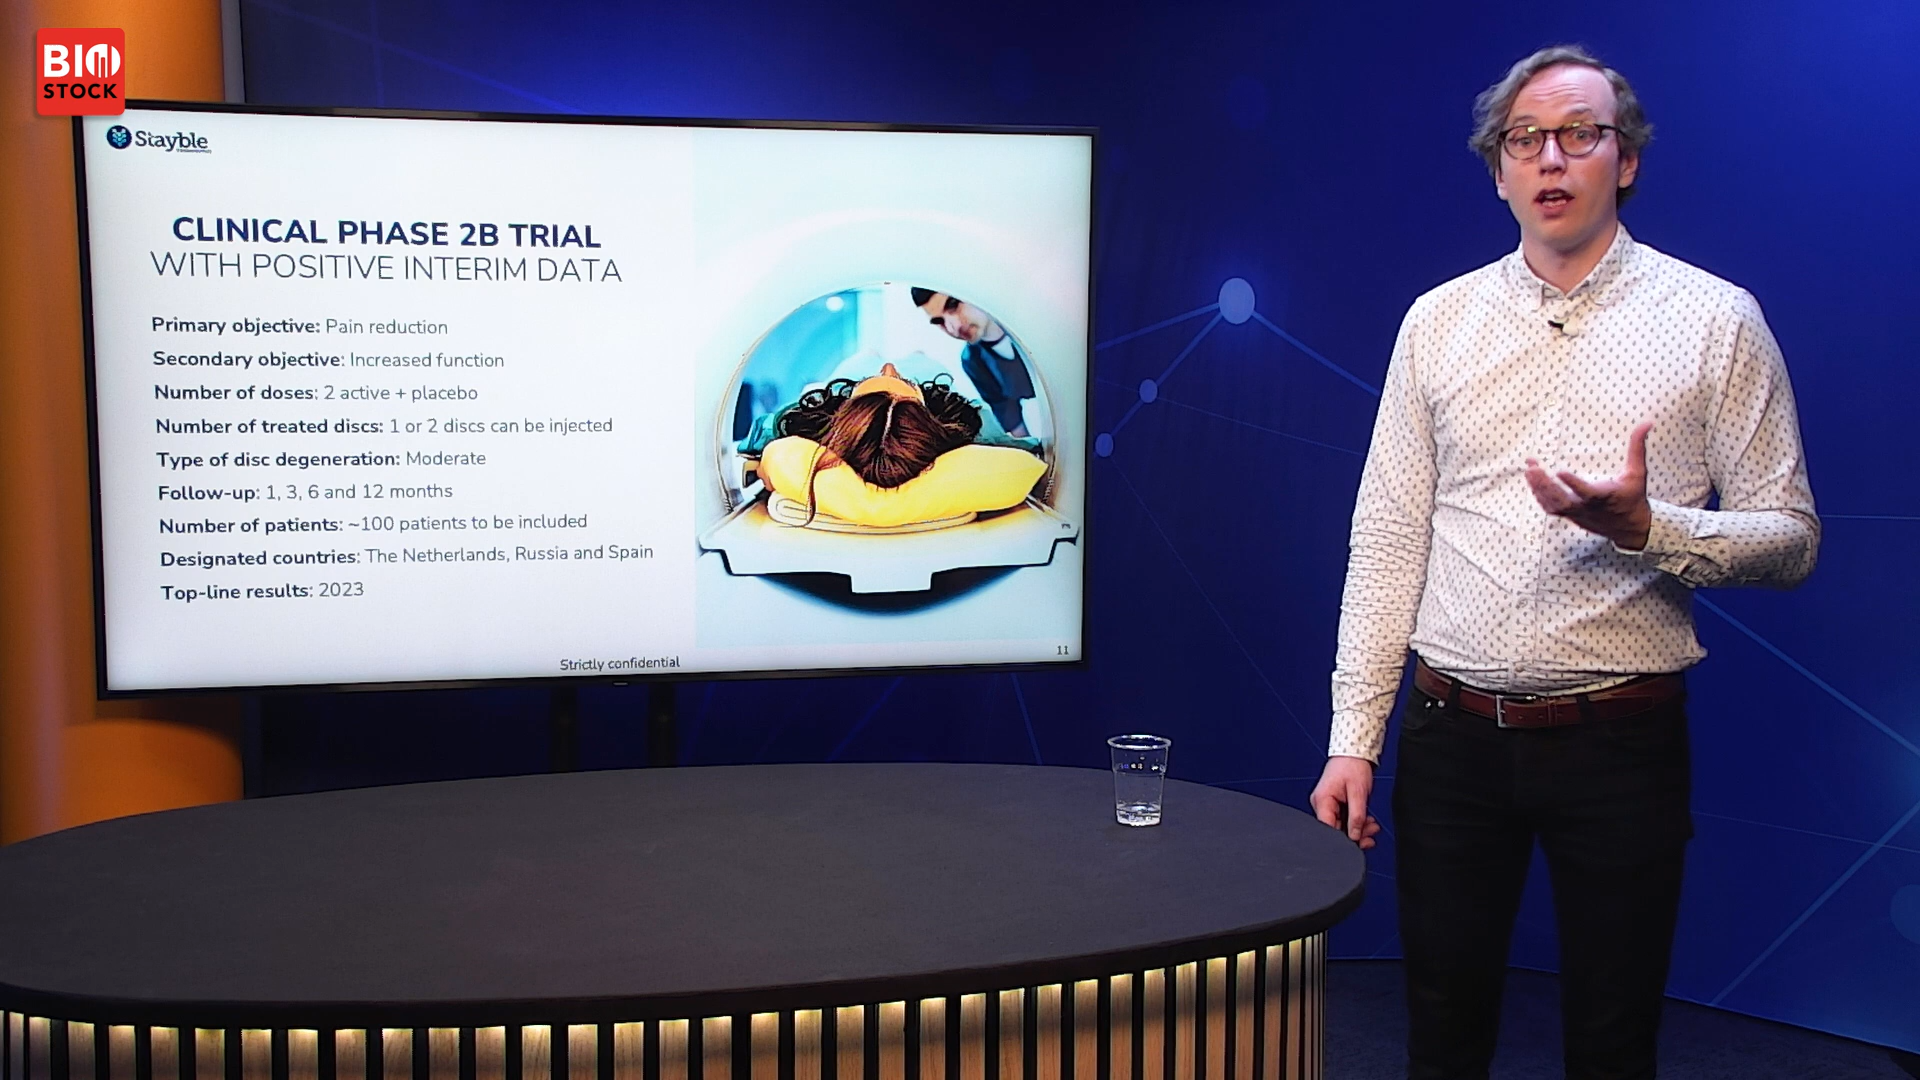 BIO
STOCK
Stayble
CLINICAL PHASE 2B TRIAL
WITH POSITIVE INTERIM DATA
Primary objective: Pain reduction
Secondary objective: Increased function
Number of doses: 2 active + placebo
Number of treated discs: 1 or 2 discs can be injected
Type of disc degeneration: Moderate
Follow-up: 1, 3, 6 and 12 months
Number of patients: ~100 patients to be included
Designated countries: The Netherlands, Russia and Spain
Top-line results: 2023
Strictly confidential
11